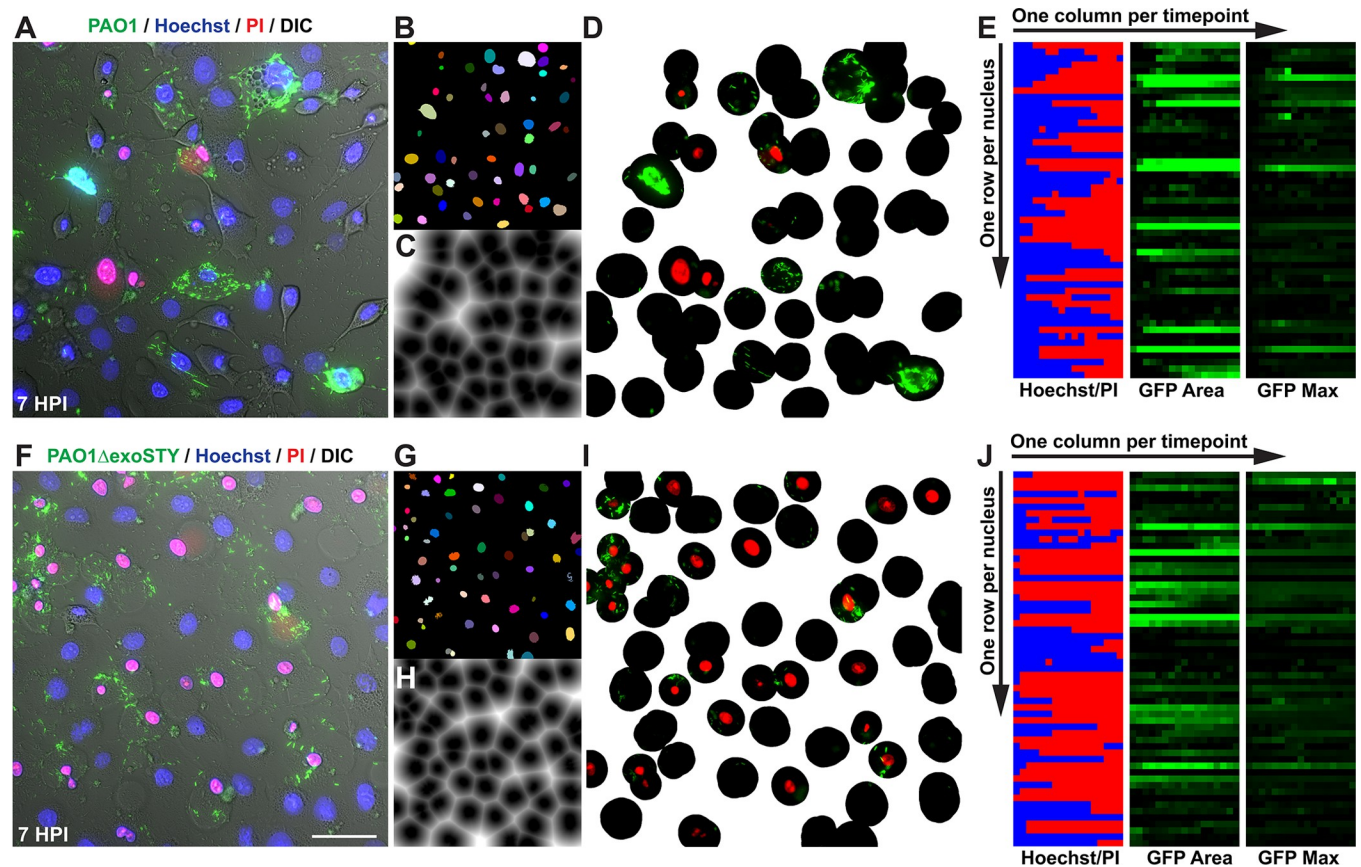 A
PAO1 / Hoechst / PI / DIC
7 HPI
B
C
D
E
One column per timepoint
One row per nucleus
Hoechst/PI
GFP Area
GFP Max
F
PAO1ΔexoSTY / Hoechst / PI / DIC
7 HPI
G
H
I
J
One column per timepoint
One row per nucleus
Hoechst/PI
GFP Area
GFP Max